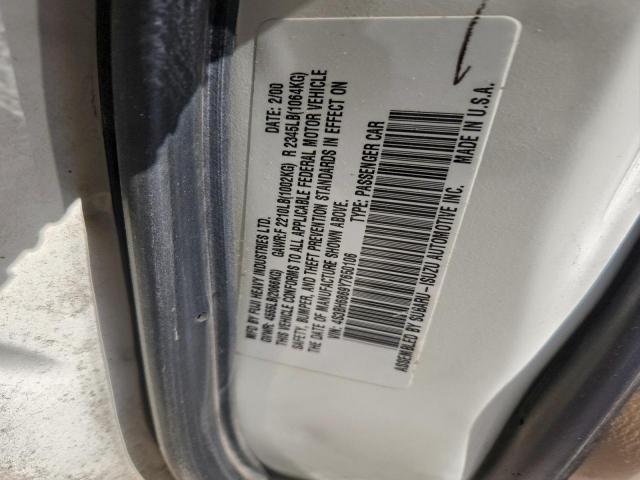 MFD BY FUJI HEAVY INDUSTRIES LTD. DATE: 2/00
GVWR: 4555LB(2066KG) GAWR:F 2210LB(1002KG) R 2345LB(1064KG)
THIS VEHICLE CONFORMS TO ALL APPLICABLE FEDERAL MOTOR VEHICLE
SAFETY, BUMPER, AND THEFT PREVENTION STANDARDS IN EFFECT ON
THE DATE OF MANUFACTURE SHOWN ABOVE.
VIN: 4S3BH6865Y7650106 TYPE: PASSENGER CAR
ASSEMBLED BY SUBARU-ISUZU AUTOMOTIVE INC. MADE IN U.S.A.